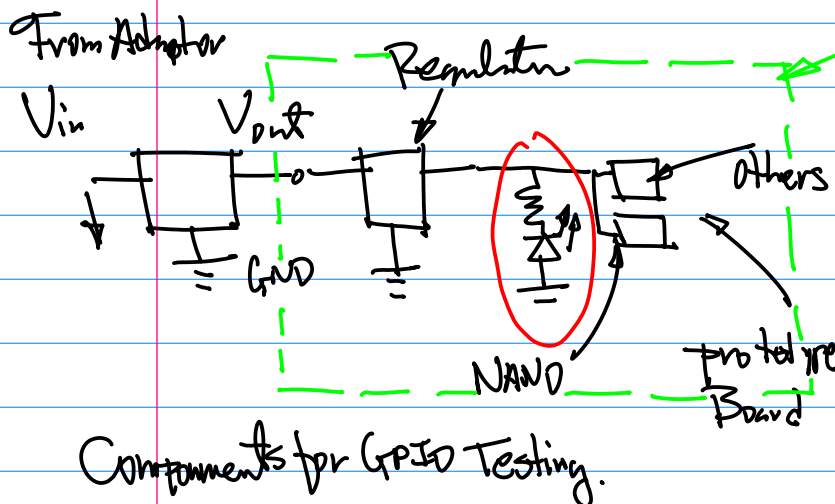 From Adaptor
Regulator
Vin
Vout
Others
GND
NAND
Prototype
Board
Components for GPIO Testing.